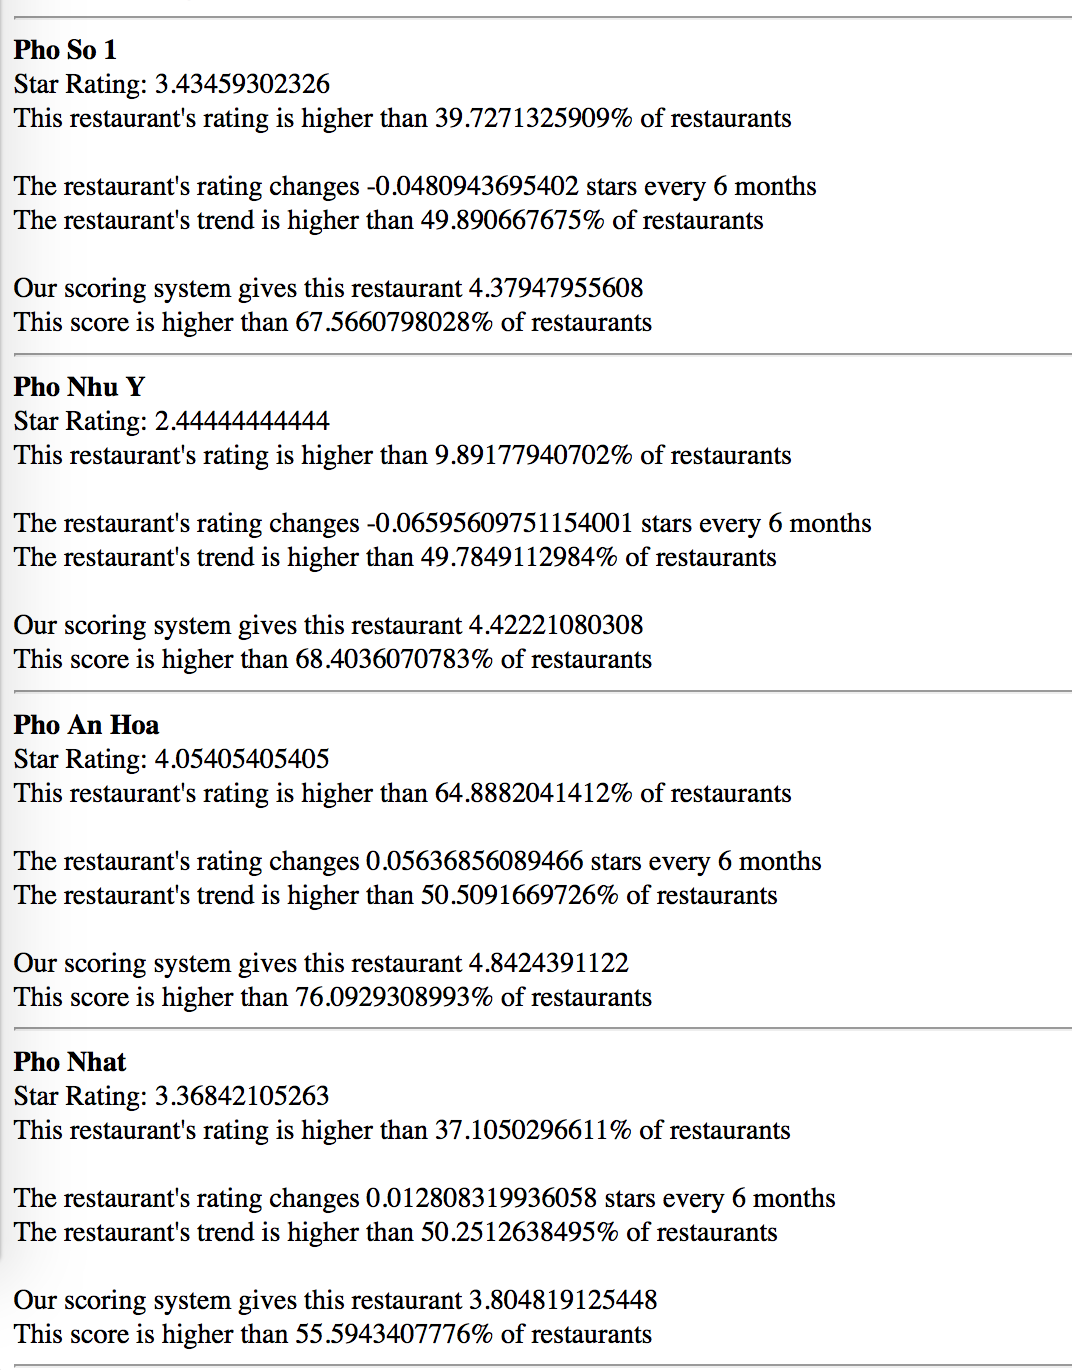 Pho So 1
Star Rating: 3.43459302326
This restaurant's rating is higher than 39.7271325909% of restaurants
The restaurant's rating changes -0.0480943695402 stars every 6 months
The restaurant's trend is higher than 49.890667675% of restaurants
Our scoring system gives this restaurant 4.37947955608
This score is higher than 67.5660798028% of restaurants
Pho Nhu Y
Star Rating: 2.44444444444
This restaurant's rating is higher than 9.89177940702% of restaurants
The restaurant's rating changes -0.06595609751154001 stars every 6 months
The restaurant's trend is higher than 49.7849112984% of restaurants
Our scoring system gives this restaurant 4.42221080308
This score is higher than 68.4036070783% of restaurants
Pho An Hoa
Star Rating: 4.05405405405
This restaurant's rating is higher than 64.8882041412% of restaurants
The restaurant's rating changes 0.05636856089466 stars every 6 months
The restaurant's trend is higher than 50.5091669726% of restaurants
Our scoring system gives this restaurant 4.8424391122
This score is higher than 76.0929308993% of restaurants
Pho Nhat
Star Rating: 3.36842105263
This restaurant's rating is higher than 37.1050296611% of restaurants
The restaurant's rating changes 0.012808319936058 stars every 6 months
The restaurant's trend is higher than 50.2512638495% of restaurants
Our scoring system gives this restaurant 3.804819125448
This score is higher than 55.5943407776% of restaurants